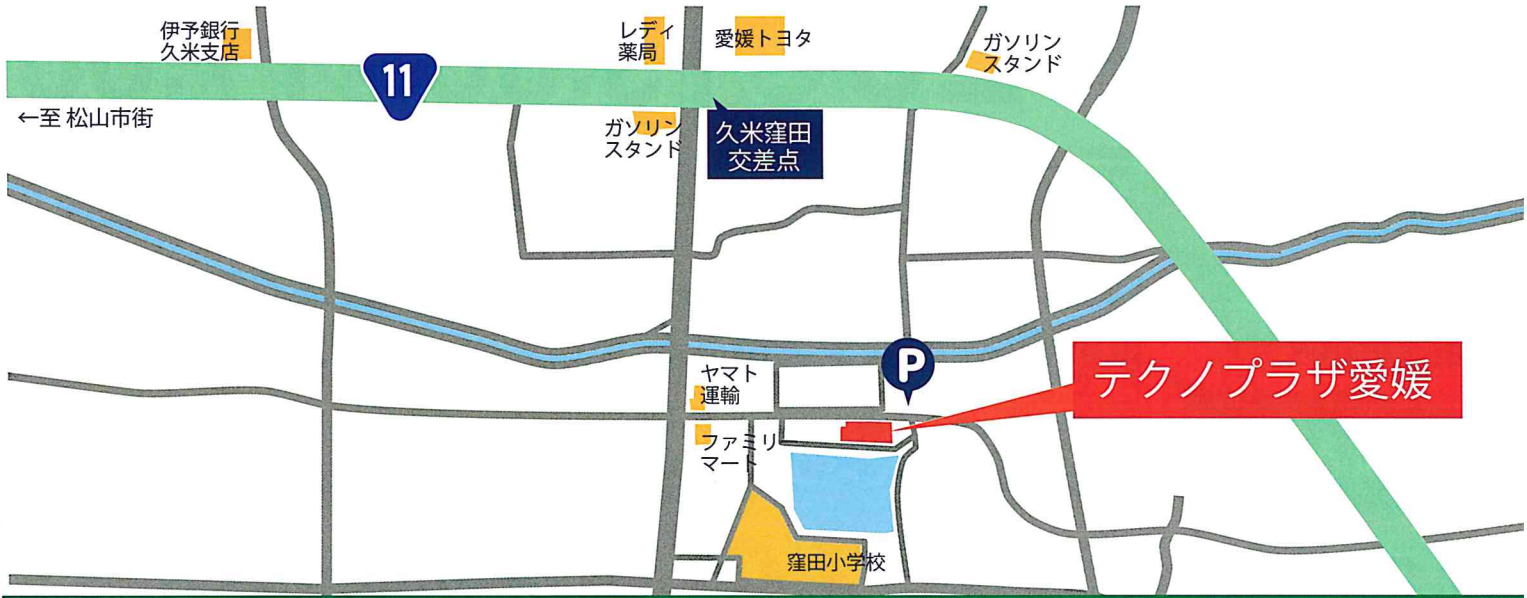 伊予銀行
久米支店
11
←至 松山市街
レディ
薬局
愛媛トヨタ
ガソリン
スタンド
ガソリン
スタンド
久米窪田
交差点
P
テクノプラザ愛媛
ヤマト
運輸
ファミリ
マート
窪田小学校